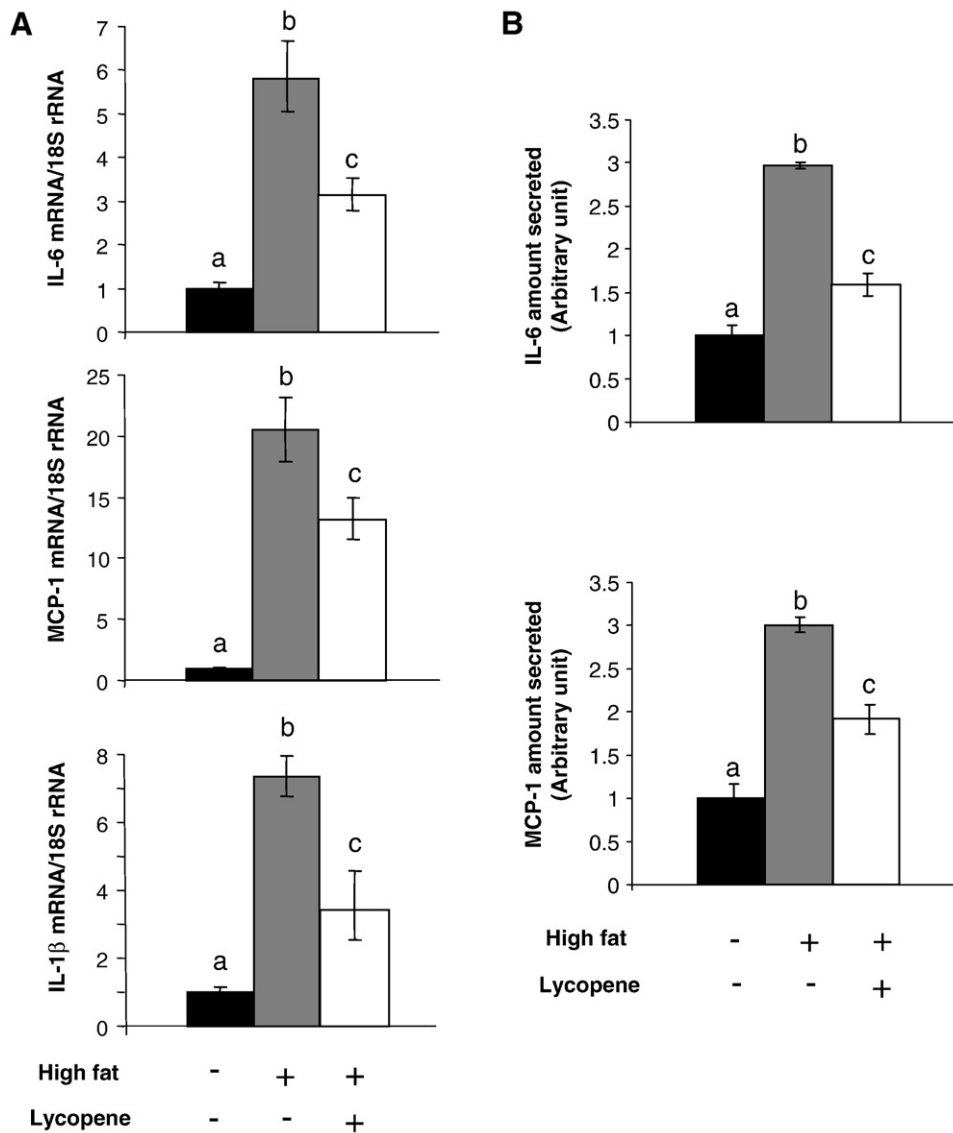 A
IL-6 mRNA/18S rRNA
7
6
5
4
3
2
1
0
a
b
c
MCP-1 mRNA/18S rRNA
25
20
15
10
5
0
a
b
c
IL-1β mRNA/18S rRNA
8
6
4
2
0
a
b
c
High fat - + +
Lycopene - - +
B
IL-6 amount secreted
(Arbitrary unit)
3.5
3
2.5
2
1.5
1
0.5
0
a
b
c
MCP-1 amount secreted
(Arbitrary unit)
3.5
3
2.5
2
1.5
1
0.5
0
a
b
c
High fat - + +
Lycopene - - +